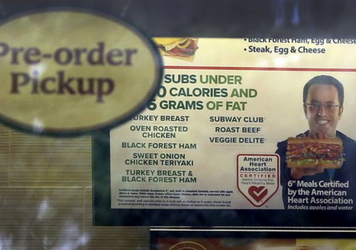 Pre-order
Pickup
Black Forest Ham, Egg & Cheese
• Steak, Egg & Cheese
SUBS UNDER
0 CALORIES AND
6 GRAMS OF FAT
TURKEY BREAST
OVEN ROASTED
CHICKEN
BLACK FOREST HAM
SWEET ONION
CHICKEN TERIYAKI
TURKEY BREAST &
BLACK FOREST HAM
SUBWAY CLUB
ROAST BEEF
VEGGIE DELITE
American
Heart
Association
CERTIFIED
6" Meals Certified
by the American
Heart Association
Includes apples and water